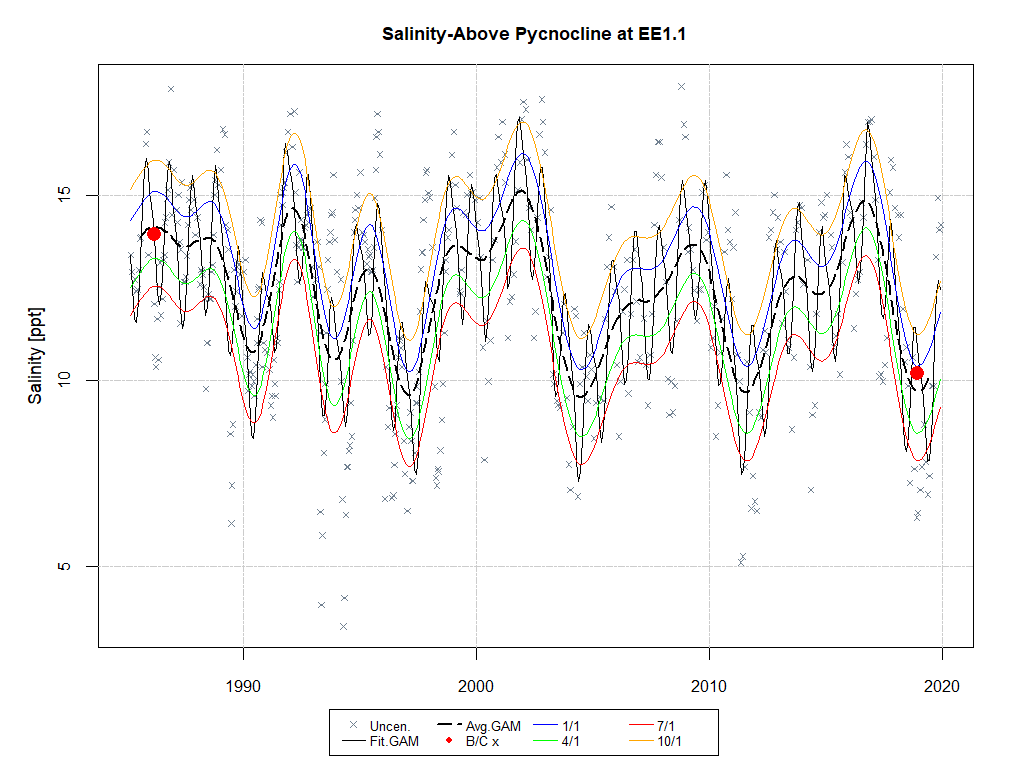 Salinity-Above Pycnocline at EE1.1
Salinity [ppt]
15
10
5
1990 2000 2010 2020
Uncen. Avg.GAM 1/1 7/1
Fit.GAM B/C x 4/1 10/1